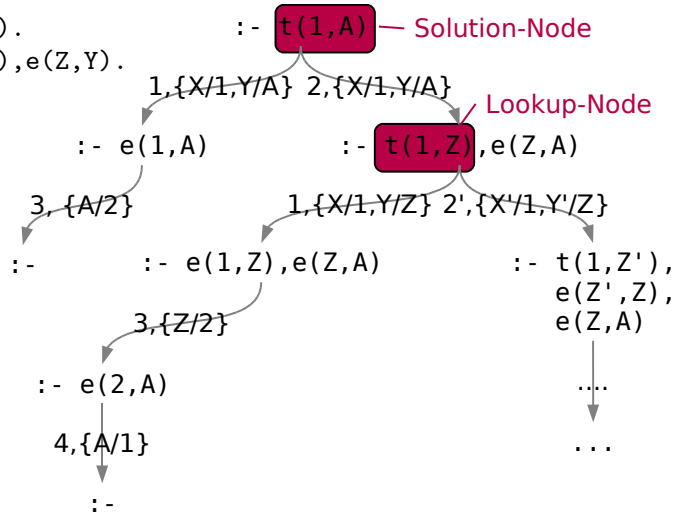 ).
:- t(1,A)
Solution-Node
),e(Z,Y).
1,{X/1,Y/A} 2,{X/1,Y/A}
Lookup-Node
:- e(1,A)
:- t(1,Z),e(Z,A)
3, {A/2}
1,{X/1,Y/Z} 2',{X'/1,Y'/Z}
:-
:- e(1,Z),e(Z,A)
:- t(1,Z'),
e(Z',Z),
e(Z,A)
3,{Z/2}
:- e(2,A)
....
4,{A/1}
...
:-